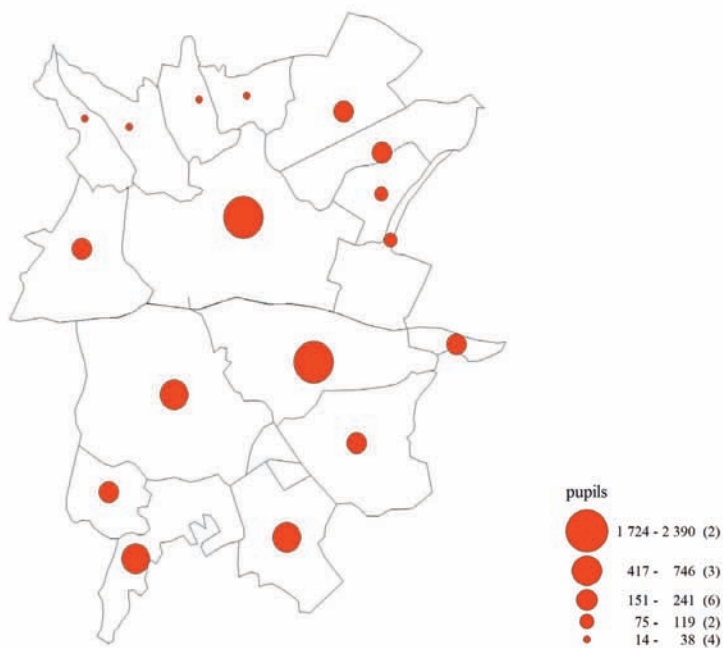 pupils
1 724 - 2 390 (2)
417 - 746 (3)
151 - 241 (6)
75 - 119 (2)
14 - 38 (4)